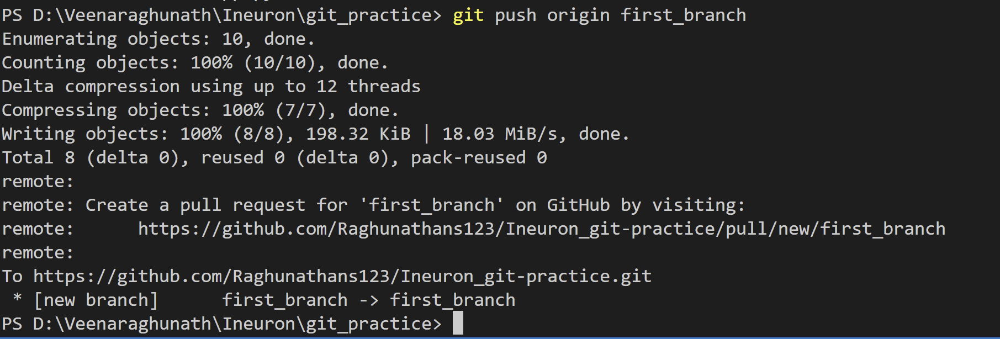 PS D:\Veenaraghunath\Ineuron\git_practice> git push origin first_branch
Enumerating objects: 10, done.
Counting objects: 100% (10/10), done.
Delta compression using up to 12 threads
Compressing objects: 100% (7/7), done.
Writing objects: 100% (8/8), 198.32 KiB | 18.03 MiB/s, done.
Total 8 (delta 0), reused 0 (delta 0), pack-reused 0
remote:
remote: Create a pull request for 'first_branch' on GitHub by visiting:
remote:      https://github.com/Raghunathans123/Ineuron_git-practice/pull/new/first_branch
remote:
To https://github.com/Raghunathans123/Ineuron_git-practice.git
 * [new branch]      first_branch -> first_branch
PS D:\Veenaraghunath\Ineuron\git_practice>